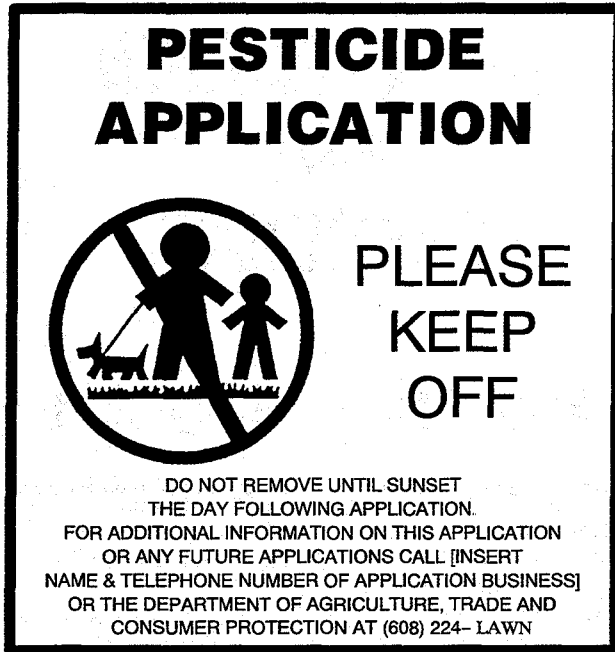 PESTICIDE
APPLICATION
PLEASE
KEEP
OFF
DO NOT REMOVE UNTIL SUNSET
THE DAY FOLLOWING APPLICATION.
FOR ADDITIONAL INFORMATION ON THIS APPLICATION
OR ANY FUTURE APPLICATIONS CALL [INSERT
NAME & TELEPHONE NUMBER OF APPLICATION BUSINESS]
OR THE DEPARTMENT OF AGRICULTURE, TRADE AND
CONSUMER PROTECTION AT (608) 224– LAWN